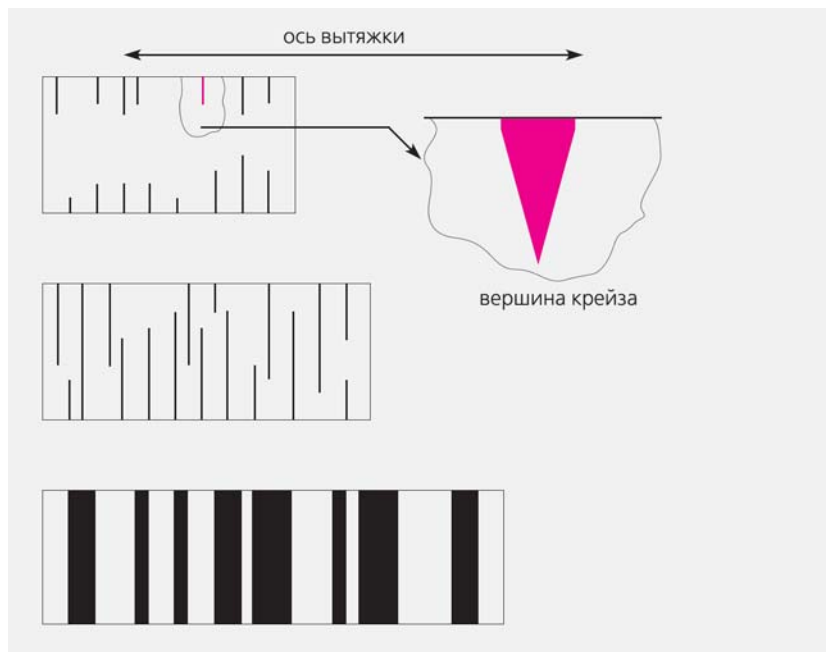 ось вытяжки
вершина крейза